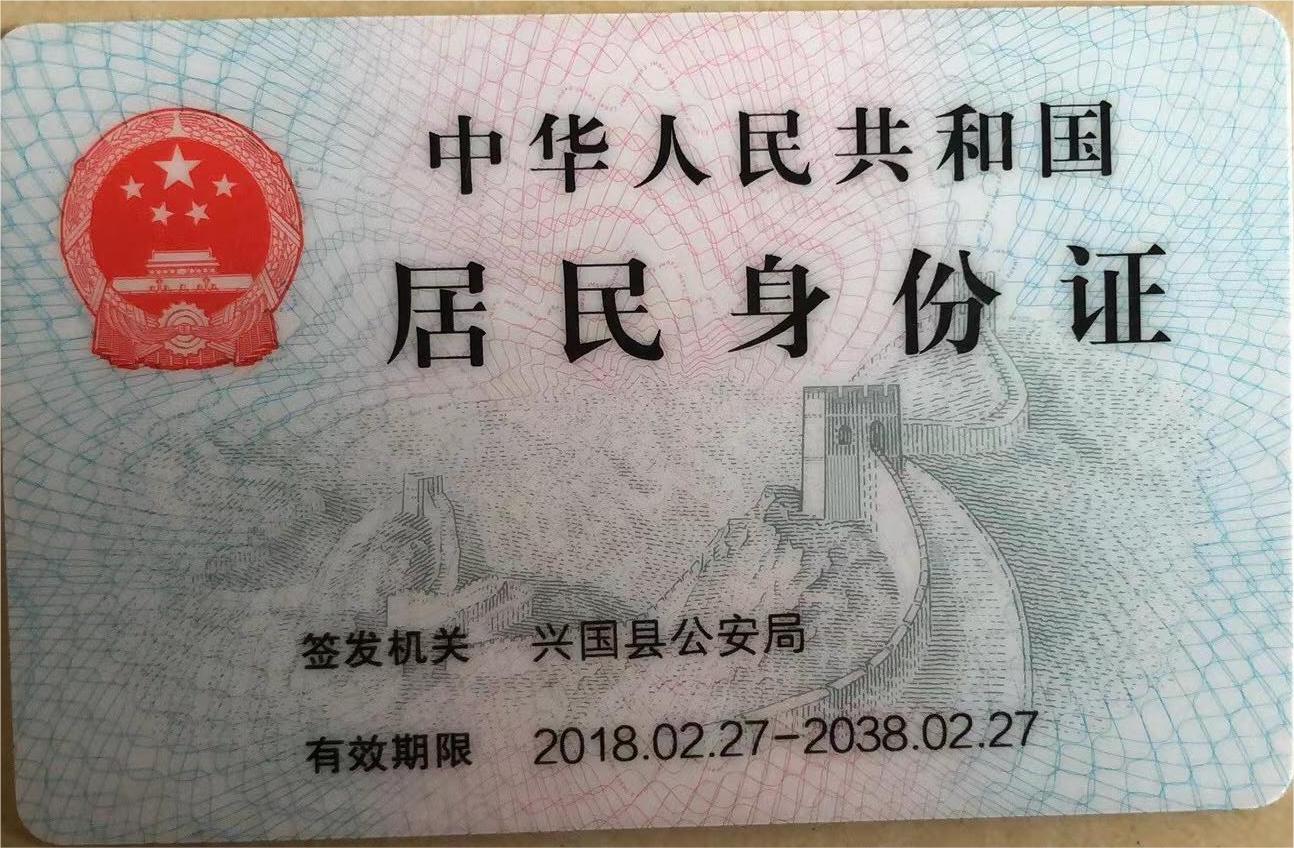 中华人民共和国
居民身份证
签发机关 兴国县公安局
有效期限 2018.02.27-2038.02.27